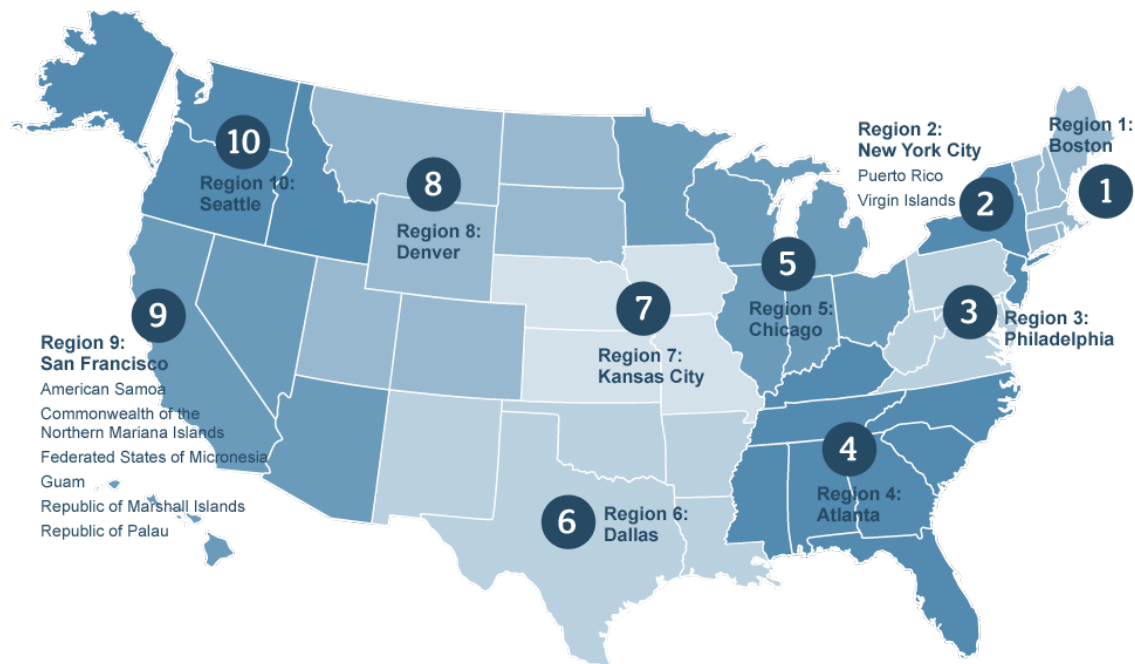 10
Region 10:
Seattle
8
Region 8:
Denver
Region 2:
New York City
Puerto Rico
Virgin Islands
2
Region 1:
Boston
1
5
Region 5:
Chicago
7
Region 7:
Kansas City
3
Region 3:
Philadelphia
9
Region 9:
San Francisco
American Samoa
Commonwealth of the
Northern Mariana Islands
Federated States of Micronesia
Guam
Republic of Marshall Islands
Republic of Palau
6
Region 6:
Dallas
4
Region 4:
Atlanta